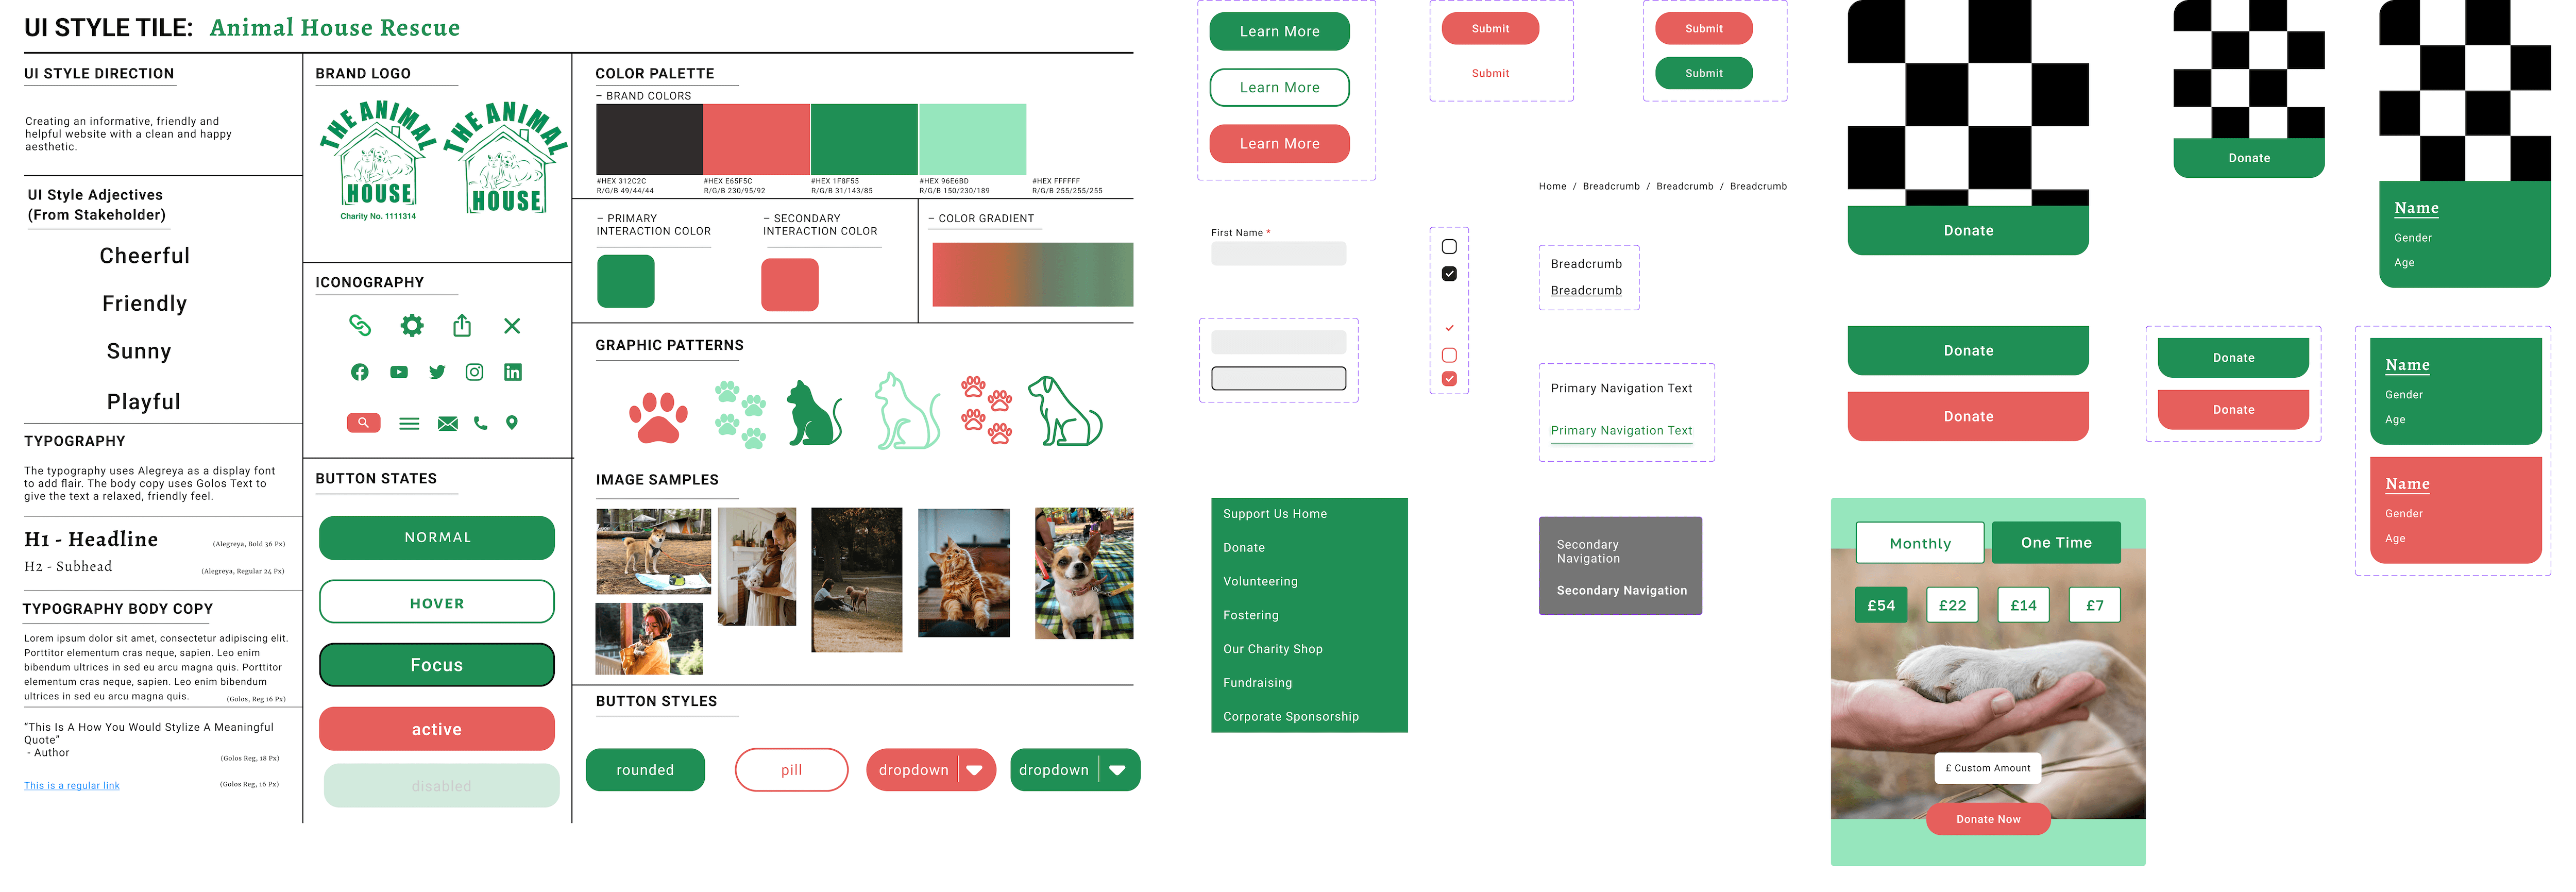 UI STYLE TILE: Animal House Rescue
UI STYLE DIRECTION
Creating an informative, friendly and
helpful website with a clean and happy
aesthetic.
UI Style Adjectives
(From Stakeholder)
Cheerful
Friendly
Sunny
Playful
TYPOGRAPHY
The typography uses Alegreya as a display font
to add flair. The body copy uses Golos Text to
give the text a relaxed, friendly feel.
H1 - Headline
(Alegreya, Bold 36 Px)
H2 - Subhead
(Alegreya, Regular 24 Px)
TYPOGRAPHY BODY COPY
Lorem ipsum dolor sit amet, consectetur adipiscing elit.
Porttitor elementum cras neque, sapien. Leo enim
bibendum ultrices in sed eu arcu magna quis. Porttitor
elementum cras neque, sapien. Leo enim bibendum
ultrices in sed eu arcu magna quis.
(Golos, Reg 16 Px)
“This Is A How You Would Stylize A Meaningful
Quote”
- Author
(Golos Reg, 18 Px)
This is a regular link
(Golos Reg, 16 Px)
BRAND LOGO
THE ANIMAL
HOUSE
Charity No. 1111314
THE ANIMAL
HOUSE
ICONOGRAPHY
BUTTON STATES
NORMAL
HOVER
Focus
active
disabled
COLOR PALETTE
– BRAND COLORS
#HEX 312C2C
R/G/B 49/44/44
#HEX E65F5C
R/G/B 230/95/92
#HEX 1F8F55
R/G/B 31/143/85
#HEX 96E6BD
R/G/B 150/230/189
#HEX FFFFFF
R/G/B 255/255/255
– PRIMARY
INTERACTION COLOR
– SECONDARY
INTERACTION COLOR
– COLOR GRADIENT
GRAPHIC PATTERNS
IMAGE SAMPLES
BUTTON STYLES
rounded
pill
dropdown
dropdown
Learn More
Learn More
Learn More
Submit
Submit
Submit
Submit
Home / Breadcrumb / Breadcrumb / Breadcrumb
First Name *
Breadcrumb
Breadcrumb
Primary Navigation Text
Primary Navigation Text
Support Us Home
Donate
Volunteering
Fostering
Our Charity Shop
Fundraising
Corporate Sponsorship
Secondary
Navigation
Secondary Navigation
Donate
Donate
Name
Gender
Age
Donate
Donate
Donate
Donate
Name
Gender
Age
Name
Gender
Age
Monthly
One Time
£54
£22
£14
£7
£ Custom Amount
Donate Now